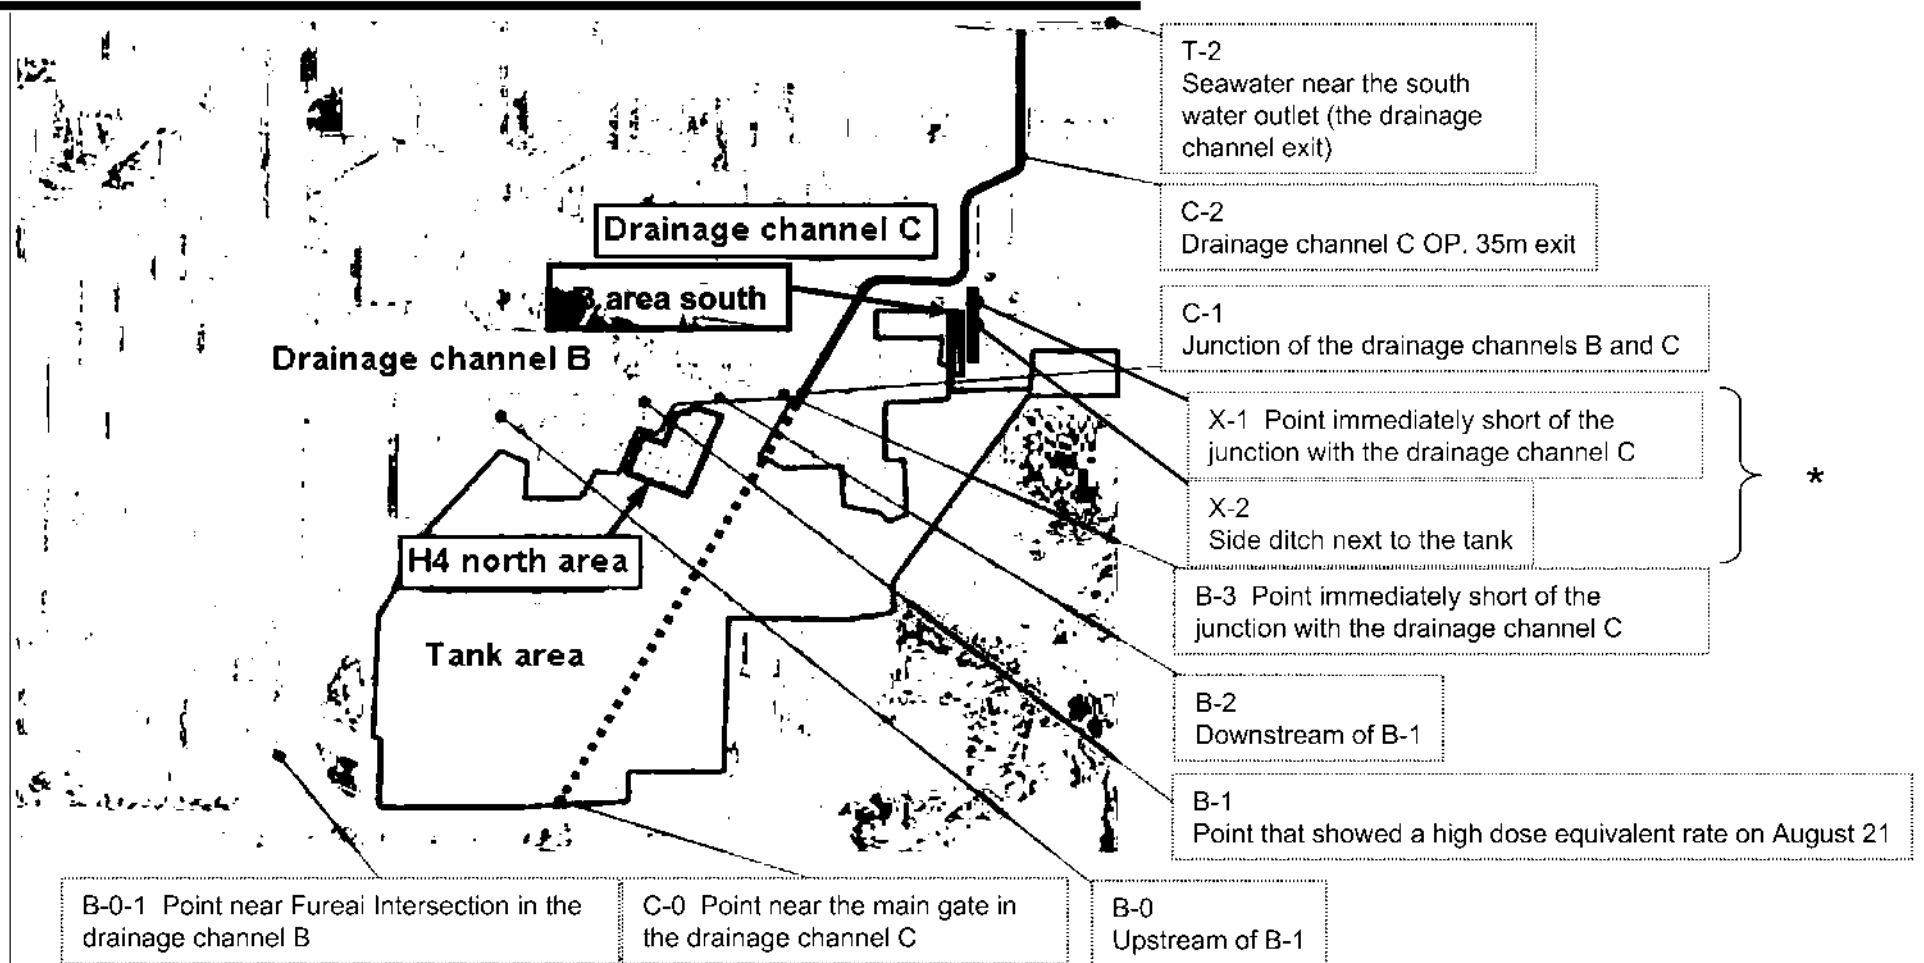 T-2
Seawater near the south
water outlet (the drainage
channel exit)
C-2
Drainage channel C OP. 35m exit
Drainage channel C
area south
C-1
Junction of the drainage channels B and C
Drainage channel B
X-1 Point immediately short of the
junction with the drainage channel C
*
X-2
Side ditch next to the tank
H4 north area
B-3 Point immediately short of the
junction with the drainage channel C
Tank area
B-2
Downstream of B-1
B-1
Point that showed a high dose equivalent rate on August 21
B-0-1 Point near Fureai Intersection in the
drainage channel B
C-0 Point near the main gate in
the drainage channel C
B-0
Upstream of B-1